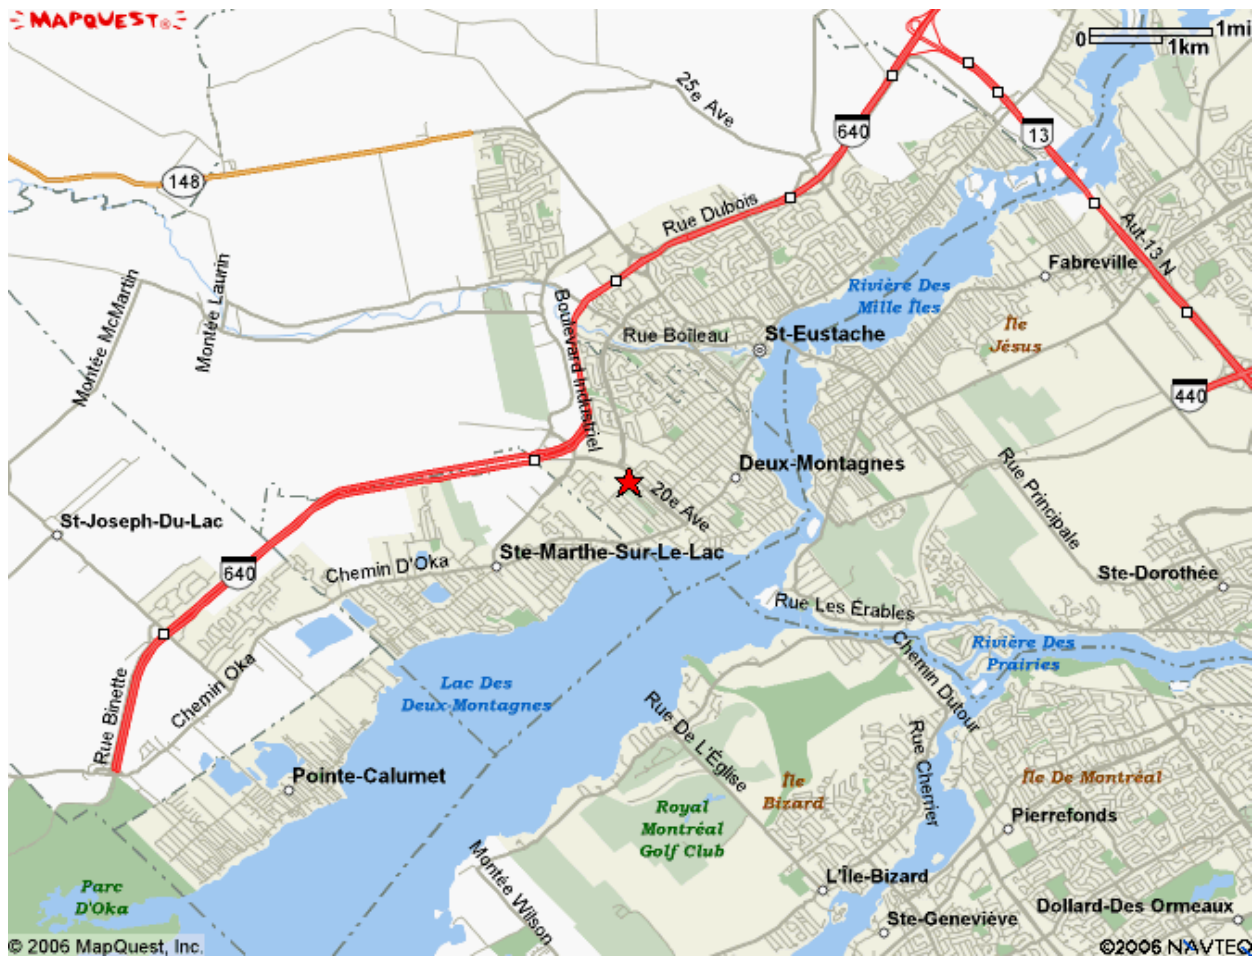 MAPQUEST®
0
1mi
1km
25e Ave
640
13
148
Rue Dubois
Aut-13 N
Fabreville
Montée McMartin
Montée Laurin
Boulevard Industriel
Rivière Des
Mille Îles
Rue Boileau
St-Eustache
Île
Jésus
440
Deux-Montagnes
20e Ave
Rue Principale
St-Joseph-Du-Lac
Ste-Marthe-Sur-Le-Lac
Chemin D'Oka
640
Ste-Dorothée
Rue Les Érables
Rivière Des
Prairies
Chemin Dutour
Rue Binette
Chemin Oka
Lac Des
Deux-Montagnes
Rue De L'Église
Rue Cherrier
Pointe-Calumet
Île
Bizard
Île De Montréal
Royal
Montréal
Golf Club
Pierrefonds
Montée Wilson
Parc
D'Oka
L'Île-Bizard
Ste-Geneviève
Dollard-Des Ormeaux
© 2006 MapQuest, Inc.
©2006 NAVTEQ